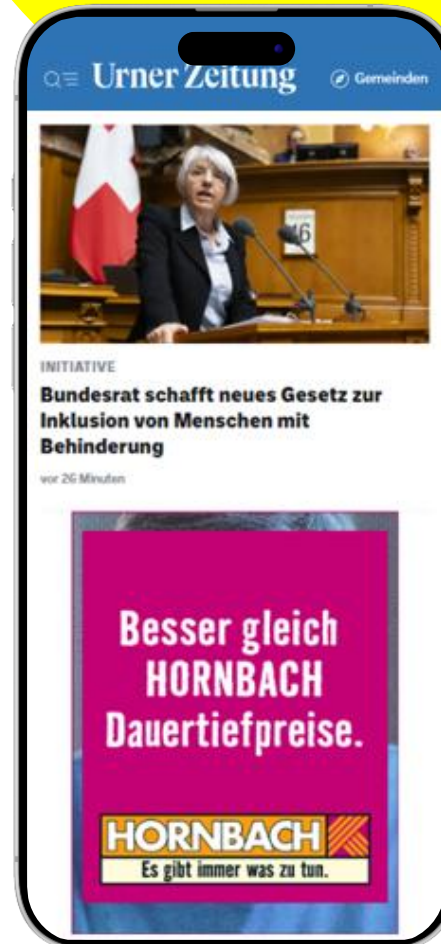 Urner Zeitung
Gemeinden
16
INITIATIVE
Bundesrat schafft neues Gesetz zur
Inklusion von Menschen mit
Behinderung
vor 26 Minuten
Besser gleich
HORNBACH
Dauertiefpreise.
HORNBACH
Es gibt immer was zu tun.